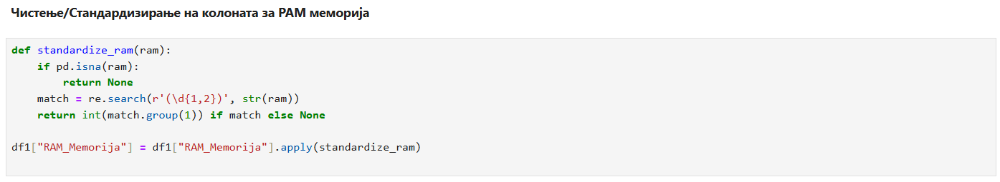 Чистење/Стандардизирање на колоната за РАМ меморија
def standardize_ram(ram):
    if pd.isna(ram):
        return None
    match = re.search(r'(\d{1,2})', str(ram))
    return int(match.group(1)) if match else None
df1["RAM_Memorija"] = df1["RAM_Memorija"].apply(standardize_ram)